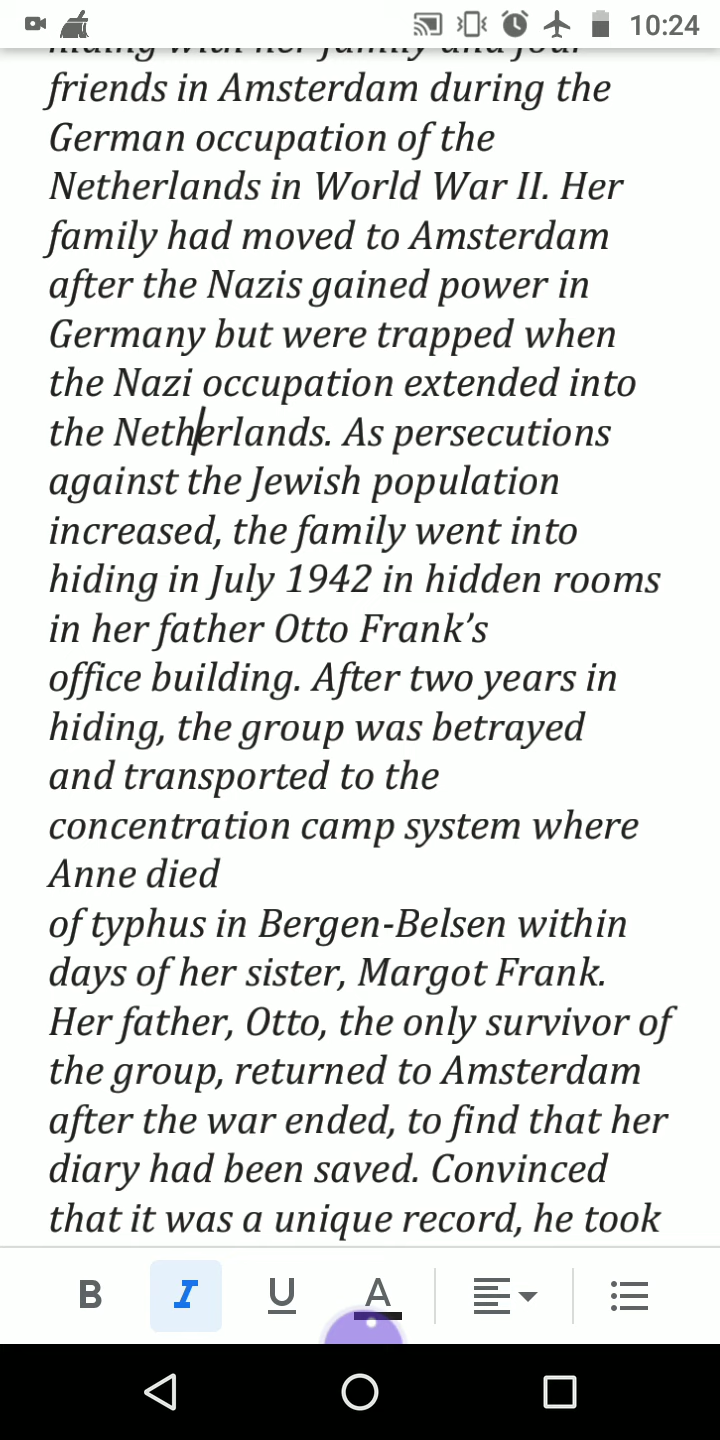 10:24
hiding with her family and four
friends in Amsterdam during the
German occupation of the
Netherlands in World War II. Her
family had moved to Amsterdam
after the Nazis gained power in
Germany but were trapped when
the Nazi occupation extended into
the Netherlands. As persecutions
against the Jewish population
increased, the family went into
hiding in July 1942 in hidden rooms
in her father Otto Frank’s
office building. After two years in
hiding, the group was betrayed
and transported to the
concentration camp system where
Anne died
of typhus in Bergen-Belsen within
days of her sister, Margot Frank.
Her father, Otto, the only survivor of
the group, returned to Amsterdam
after the war ended, to find that her
diary had been saved. Convinced
that it was a unique record, he took
B I U A